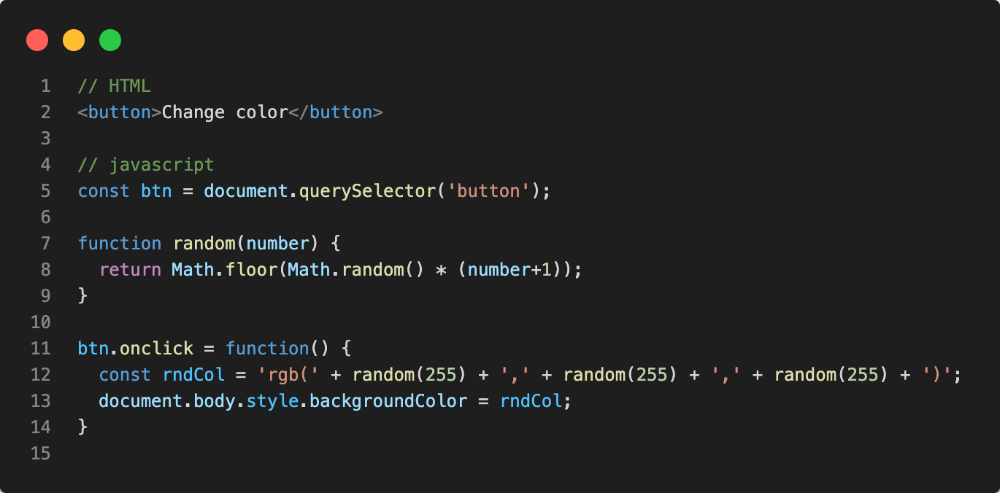 1 // HTML
2 <button>Change color</button>
3
4 // javascript
5 const btn = document.querySelector('button');
6
7 function random(number) {
8   return Math.floor(Math.random() * (number+1));
9 }
10
11 btn.onclick = function() {
12   const rndCol = 'rgb(' + random(255) + ',' + random(255) + ',' + random(255) + ')';
13   document.body.style.backgroundColor = rndCol;
14 }
15